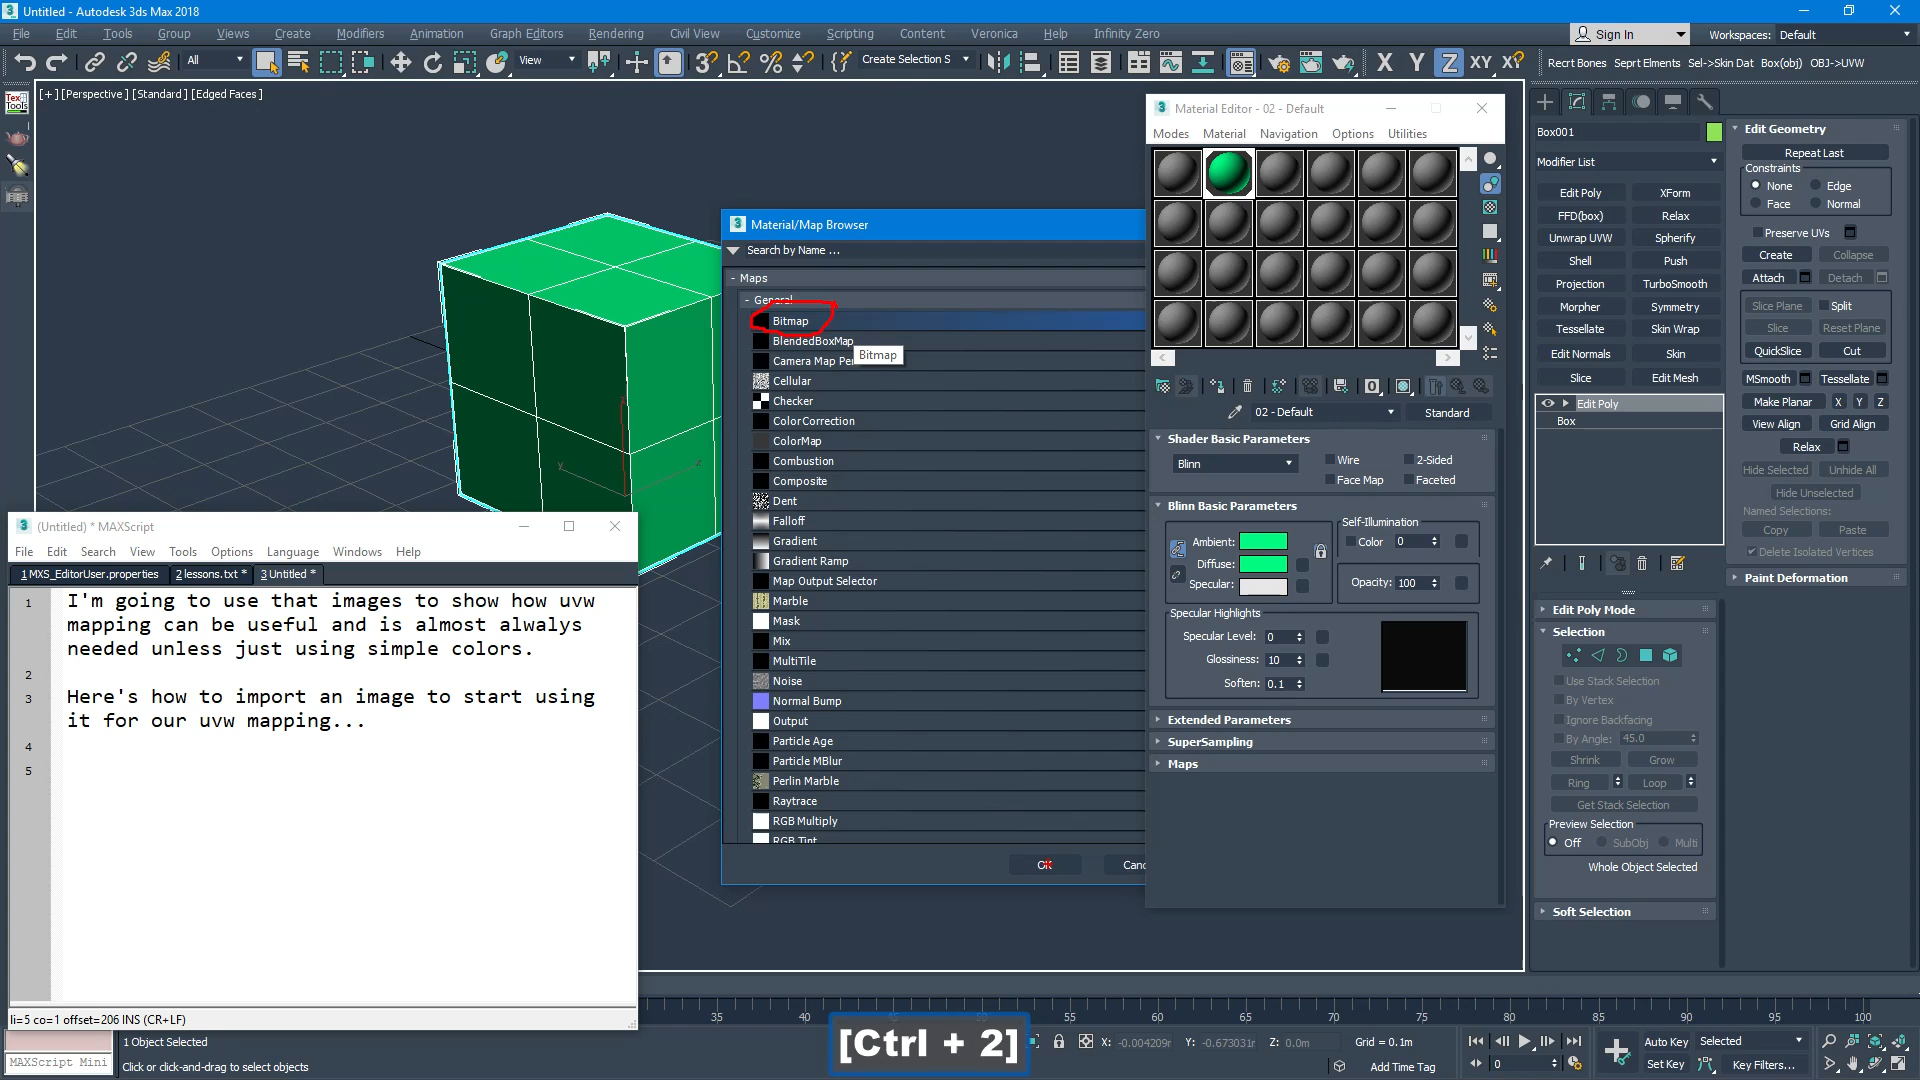 Untitled - Autodesk 3ds Max 2018
File Edit Tools Group Views Create Modifiers Animation Graph Editors Rendering Civil View Customize Scripting Content Veronica Help Infinity Zero
Sign In Workspaces: Default
All View Create Selection S X Y Z XY XY Recrt Bones Seprt Elments Sel->Skin Dat Box(obj) OBJ->UVW
[+] [Perspective ] [Standard ] [Edged Faces ]
Material Editor - 02 - Default
Modes Material Navigation Options Utilities
02 - Default Standard
Shader Basic Parameters
Blinn Wire 2-Sided
Face Map Faceted
Blinn Basic Parameters
Self-Illumination
Ambient: Color 0
Diffuse:
Specular: Opacity: 100
Specular Highlights
Specular Level: 0
Glossiness: 10
Soften: 0.1
Extended Parameters
SuperSampling
Maps
Material/Map Browser
Search by Name ...
- Maps
- General
Bitmap
BlendedBoxMap
Bitmap
Camera Map Per
Cellular
Checker
ColorCorrection
ColorMap
Combustion
Composite
Dent
Falloff
Gradient
Gradient Ramp
Map Output Selector
Marble
Mask
Mix
MultiTile
Noise
Normal Bump
Output
Particle Age
Particle MBlur
Perlin Marble
Raytrace
RGB Multiply
RGB Tint
OK Canc
(Untitled) * MAXScript
File Edit Search View Tools Options Language Windows Help
1 MXS_EditorUser.properties 2 lessons.txt * 3 Untitled *
1 I'm going to use that images to show how uvw
mapping can be useful and is almost alwalys
needed unless just using simple colors.
2
3 Here's how to import an image to start using
it for our uvw mapping...
4
5
li=5 co=1 offset=206 INS (CR+LF)
Box001
Modifier List
Edit Poly XForm
FFD(box) Relax
Unwrap UVW Spherify
Shell Push
Projection TurboSmooth
Morpher Symmetry
Tessellate Skin Wrap
Edit Normals Skin
Slice Edit Mesh
Edit Poly
Box
Edit Poly Mode
Selection
Use Stack Selection
By Vertex
Ignore Backfacing
By Angle: 45.0
Shrink Grow
Ring Loop
Get Stack Selection
Preview Selection
Off SubObj Multi
Whole Object Selected
Soft Selection
Edit Geometry
Repeat Last
Constraints
None Edge
Face Normal
Preserve UVs
Create Collapse
Attach Detach
Slice Plane Split
Slice Reset Plane
QuickSlice Cut
MSmooth Tessellate
Make Planar X Y Z
View Align Grid Align
Relax
Hide Selected Unhide All
Hide Unselected
Named Selections:
Copy Paste
Delete Isolated Vertices
Paint Deformation
35 40 45 50 55 60 65 70 75 80 85 90 95 100
[Ctrl + 2]
1 Object Selected X: -0.004209m Y: -0.673031m Z: 0.0m Grid = 0.1m Auto Key Selected
MAXScript Mini Click or click-and-drag to select objects Add Time Tag 0 Set Key Key Filters...